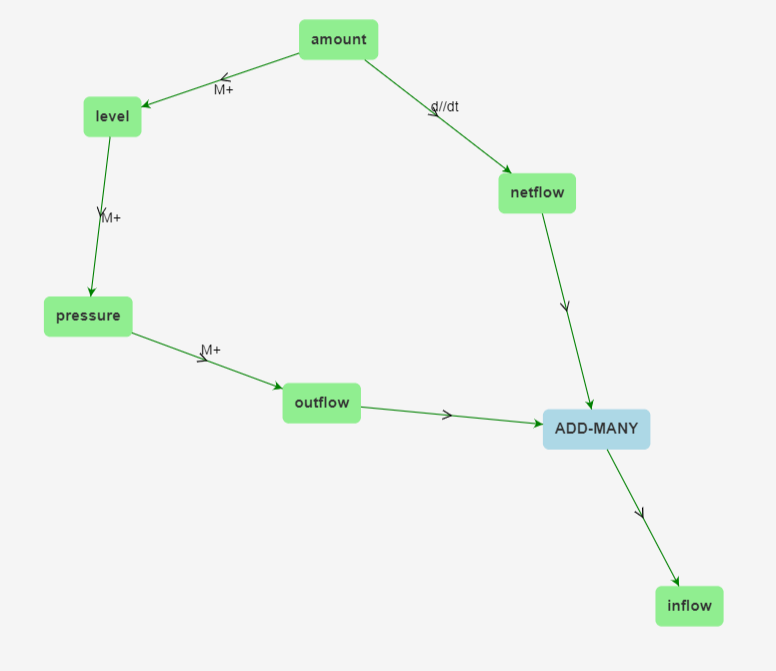 amount
M+
d//dt
level
netflow
M+
pressure
M+
outflow
ADD-MANY
inflow